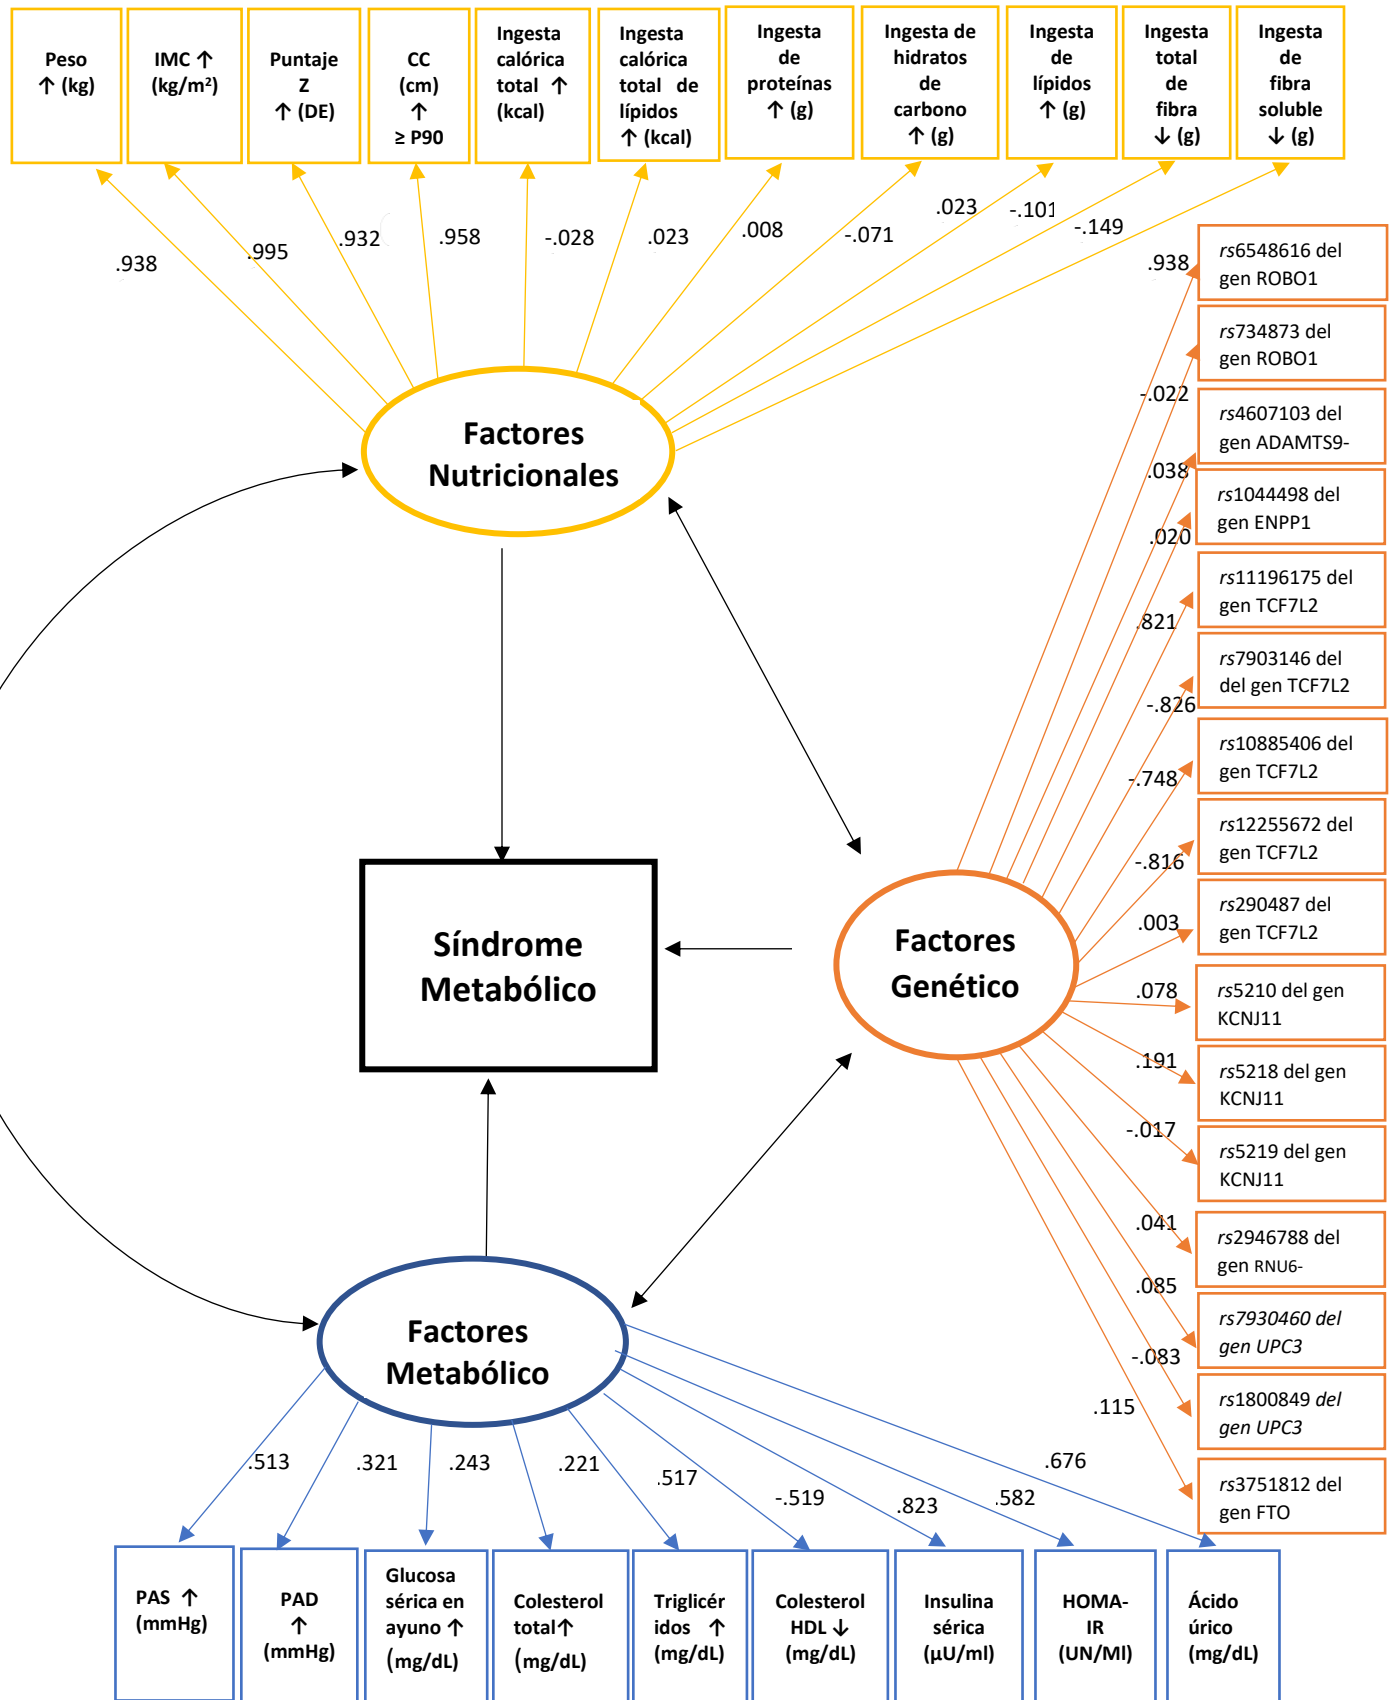 Peso
↑ (kg)
IMC ↑
(kg/m²)
Puntaje
Z
↑ (DE)
CC
(cm)
↑
≥ P90
Ingesta
calórica
total ↑
(kcal)
Ingesta
calórica
total de
lípidos
↑ (kcal)
Ingesta
de
proteínas
↑ (g)
Ingesta de
hidratos
de
carbono
↑ (g)
Ingesta
de
lípidos
↑ (g)
Ingesta
total
de
fibra
↓ (g)
Ingesta
de
fibra
soluble
↓ (g)
.938
.995
.932
.958
-.028
.023
.008
-.071
.023
-.101
-.149
Factores
Nutricionales
.938
rs6548616 del
gen ROBO1
-.022
rs734873 del
gen ROBO1
.038
rs4607103 del
gen ADAMTS9-
.020
rs1044498 del
gen ENPP1
.821
rs11196175 del
gen TCF7L2
-.826
rs7903146 del
del gen TCF7L2
-.748
rs10885406 del
gen TCF7L2
-.816
rs12255672 del
gen TCF7L2
.003
rs290487 del
gen TCF7L2
.078
rs5210 del gen
KCNJ11
.191
rs5218 del gen
KCNJ11
-.017
rs5219 del gen
KCNJ11
.041
rs2946788 del
gen RNU6-
.085
rs7930460 del
gen UPC3
-.083
rs1800849 del
gen UPC3
.115
rs3751812 del
gen FTO
Síndrome
Metabólico
Factores
Genético
Factores
Metabólico
.513
.321
.243
.221
.517
-.519
.823
.582
.676
PAS ↑
(mmHg)
PAD
↑
(mmHg)
Glucosa
sérica en
ayuno ↑
(mg/dL)
Colesterol
total↑
(mg/dL)
Triglicér
idos ↑
(mg/dL)
Colesterol
HDL ↓
(mg/dL)
Insulina
sérica
(µU/ml)
HOMA-
IR
(UN/Ml)
Ácido
úrico
(mg/dL)